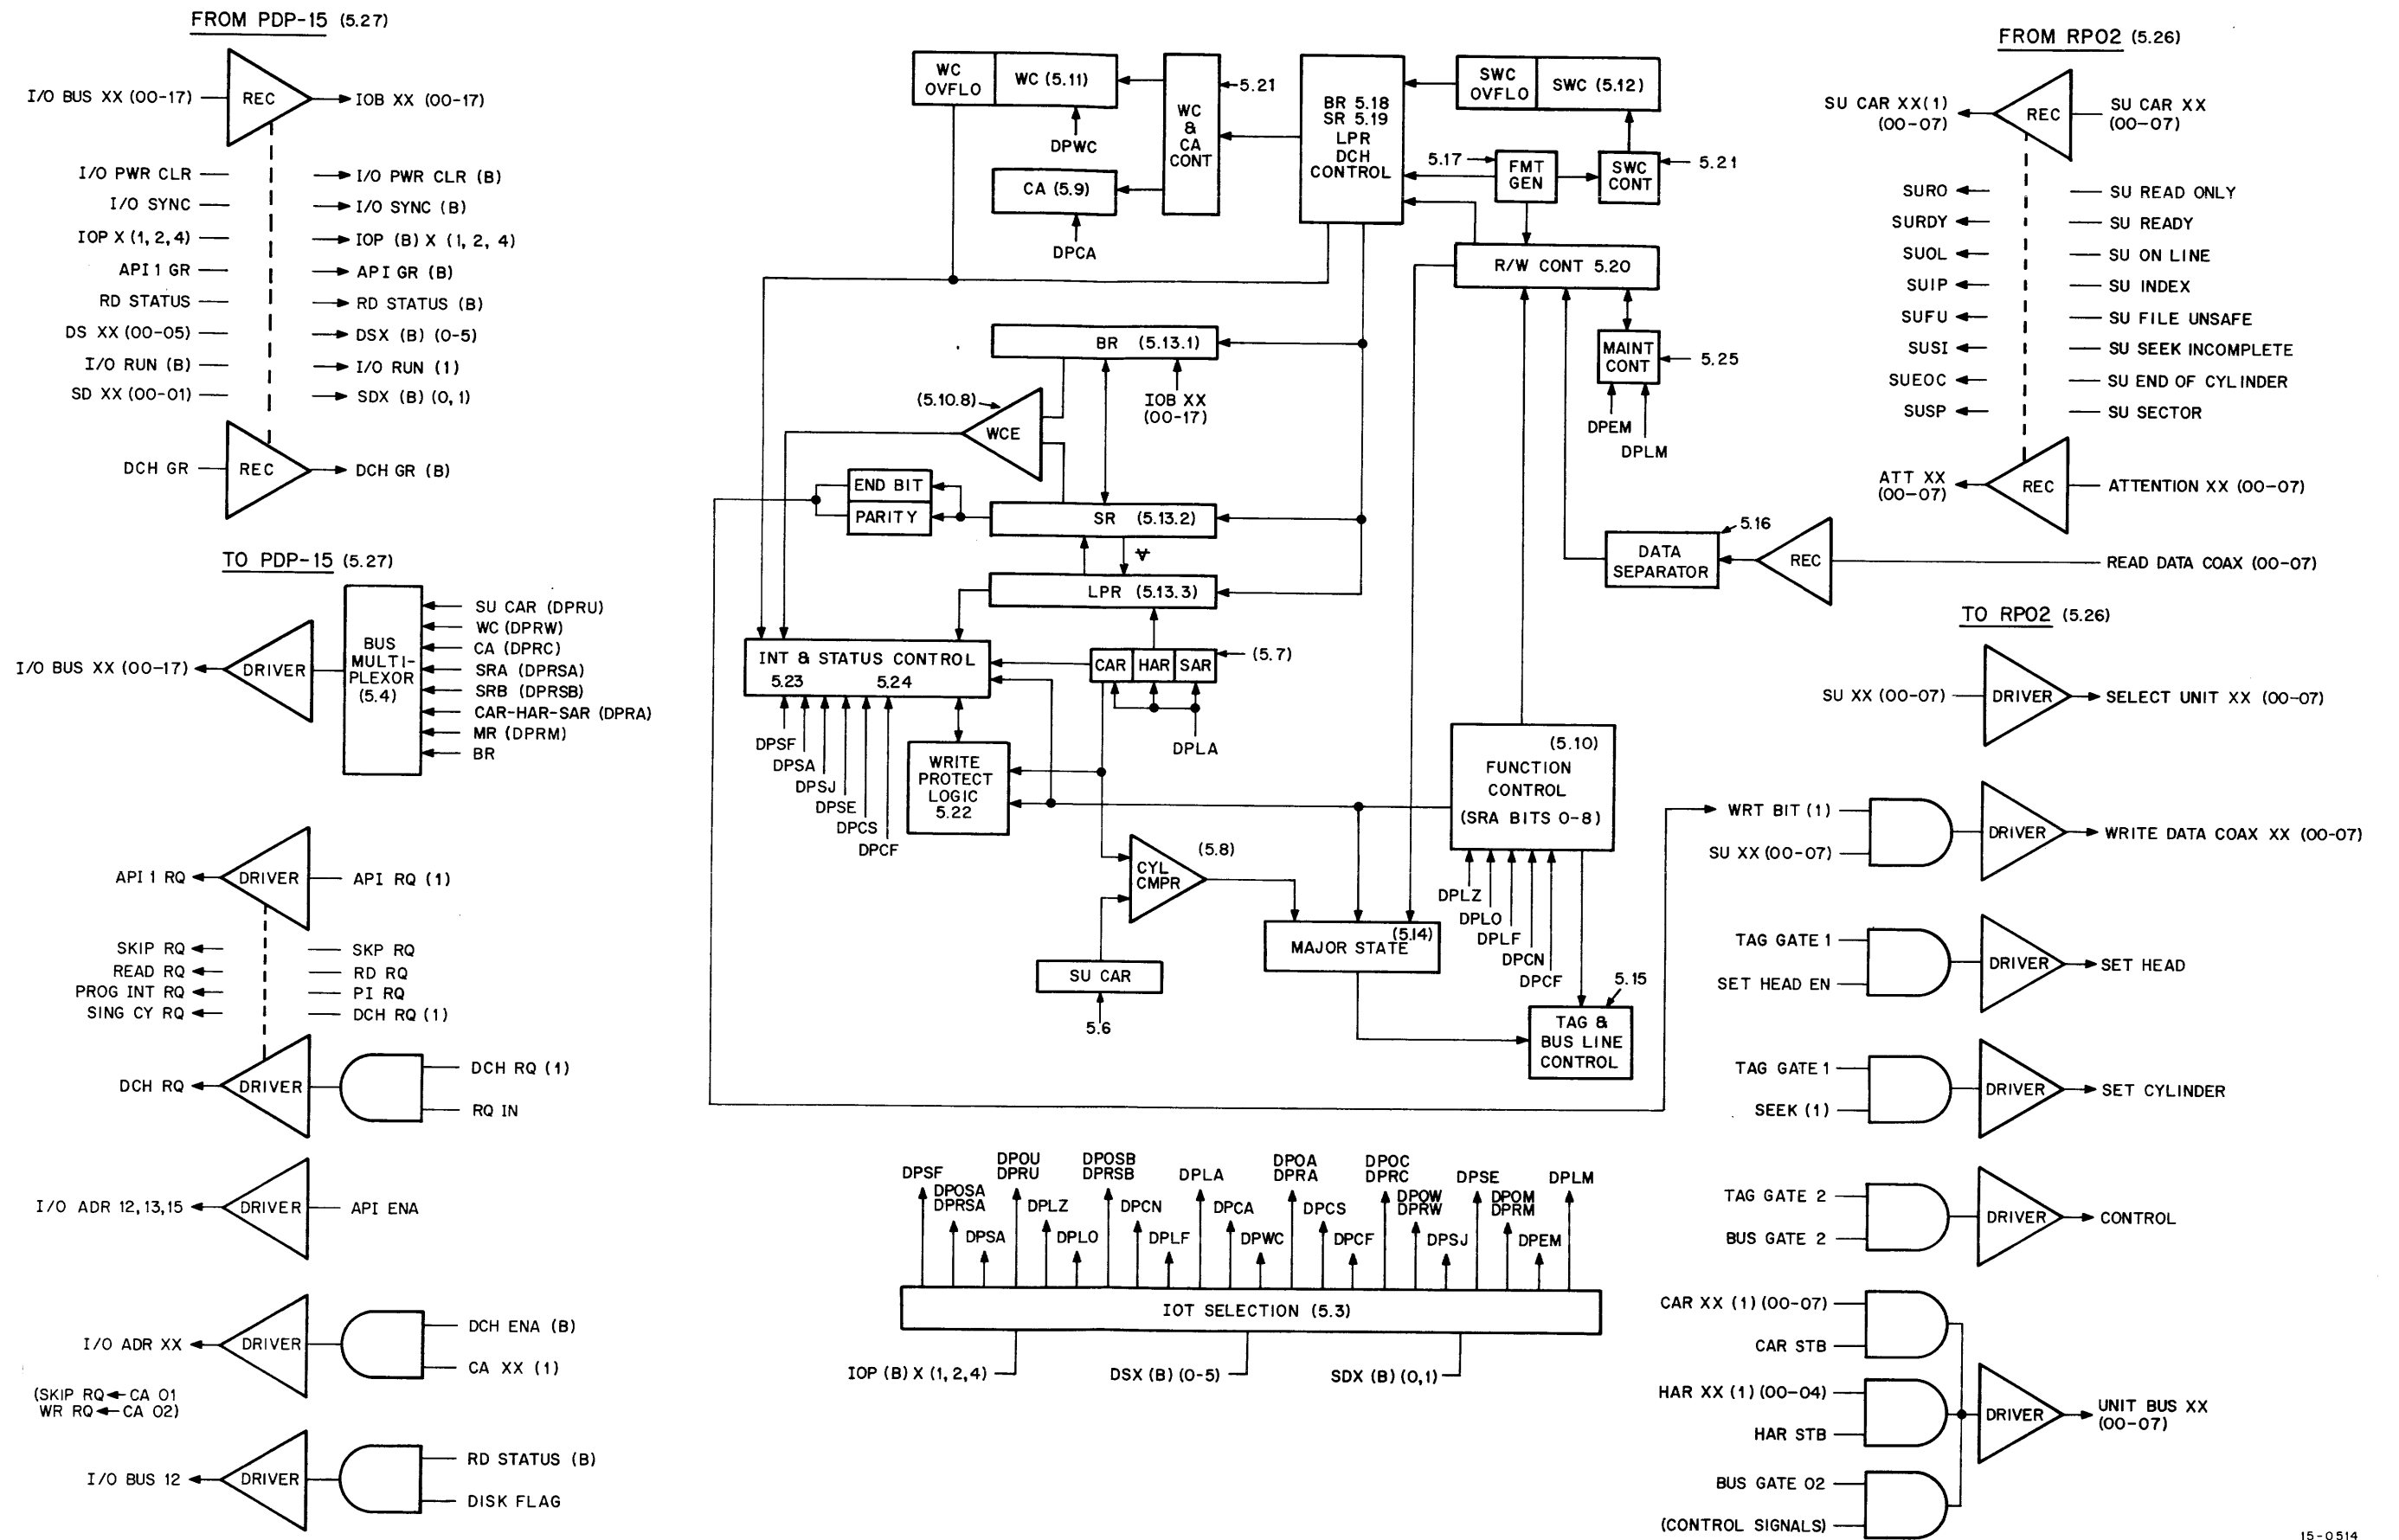 FROM PDP-15 (5.27)
I/O BUS XX (00-17)
REC
IOB XX (00-17)
I/O PWR CLR
I/O PWR CLR (B)
I/O SYNC
I/O SYNC (B)
IOP X (1, 2, 4)
IOP (B) X (1, 2, 4)
API 1 GR
API GR (B)
RD STATUS
RD STATUS (B)
DS XX (00-05)
DSX (B) (0-5)
I/O RUN (B)
I/O RUN (1)
SD XX (00-01)
SDX (B) (0,1)
DCH GR
REC
DCH GR (B)
TO PDP-15 (5.27)
I/O BUS XX (00-17)
DRIVER
BUS
MULTI-
PLEXOR
(5.4)
SU CAR (DPRU)
WC (DPRW)
CA (DPRC)
SRA (DPRSA)
SRB (DPRSB)
CAR-HAR-SAR (DPRA)
MR (DPRM)
BR
API 1 RQ
DRIVER
API RQ (1)
SKIP RQ
SKP RQ
READ RQ
RD RQ
PROG INT RQ
PI RQ
SING CY RQ
DCH RQ (1)
DCH RQ
DRIVER
DCH RQ (1)
RQ IN
I/O ADR 12,13,15
DRIVER
API ENA
I/O ADR XX
DRIVER
DCH ENA (B)
CA XX (1)
(SKIP RQ CA 01
WR RQ CA 02)
I/O BUS 12
DRIVER
RD STATUS (B)
DISK FLAG
WC
OVFLO
WC (5.11)
DPWC
CA (5.9)
DPCA
WC
&
CA
CONT
5.21
BR 5.18
SR 5.19
LPR
DCH
CONTROL
SWC
OVFLO
SWC (5.12)
5.17
FMT
GEN
SWC
CONT
5.21
R/W CONT 5.20
MAINT
CONT
5.25
DPEM
DPLM
BR (5.13.1)
IOB XX
(00-17)
(5.10.8)
WCE
END BIT
PARITY
SR (5.13.2)
∀
LPR (5.13.3)
INT & STATUS CONTROL
5.23 5.24
CAR HAR SAR
(5.7)
DPLA
DPSF
DPSA
DPSJ
DPSE
DPCS
DPCF
WRITE
PROTECT
LOGIC
5.22
(5.10)
FUNCTION
CONTROL
(SRA BITS 0-8)
DPLZ
DPLO
DPLF
DPCN
DPCF
CYL
CMPR
(5.8)
SU CAR
5.6
(5.14)
MAJOR STATE
5.15
TAG &
BUS LINE
CONTROL
DATA
SEPARATOR
5.16
REC
DPSF
DPOSA
DPRSA
DPSA
DPOU
DPRU
DPLZ
DPLO
DPOSB
DPRSB
DPCN
DPLF
DPLA
DPCA
DPWC
DPOA
DPRA
DPCS
DPCF
DPOC
DPRC
DPOW
DPRW
DPSJ
DPSE
DPOM
DPRM
DPEM
DPLM
IOT SELECTION (5.3)
IOP (B) X (1, 2, 4)
DSX (B) (0-5)
SDX (B) (0,1)
FROM RP02 (5.26)
SU CAR XX(1)
(00-07)
REC
SU CAR XX
(00-07)
SURO
SU READ ONLY
SURDY
SU READY
SUOL
SU ON LINE
SUIP
SU INDEX
SUFU
SU FILE UNSAFE
SUSI
SU SEEK INCOMPLETE
SUEOC
SU END OF CYLINDER
SUSP
SU SECTOR
ATT XX
(00-07)
REC
ATTENTION XX (00-07)
READ DATA COAX (00-07)
TO RP02 (5.26)
SU XX (00-07)
DRIVER
SELECT UNIT XX (00-07)
WRT BIT (1)
SU XX (00-07)
DRIVER
WRITE DATA COAX XX (00-07)
TAG GATE 1
SET HEAD EN
DRIVER
SET HEAD
TAG GATE 1
SEEK (1)
DRIVER
SET CYLINDER
TAG GATE 2
BUS GATE 2
DRIVER
CONTROL
CAR XX (1) (00-07)
CAR STB
HAR XX (1) (00-04)
HAR STB
BUS GATE 02
(CONTROL SIGNALS)
DRIVER
UNIT BUS XX
(00-07)
15-0514